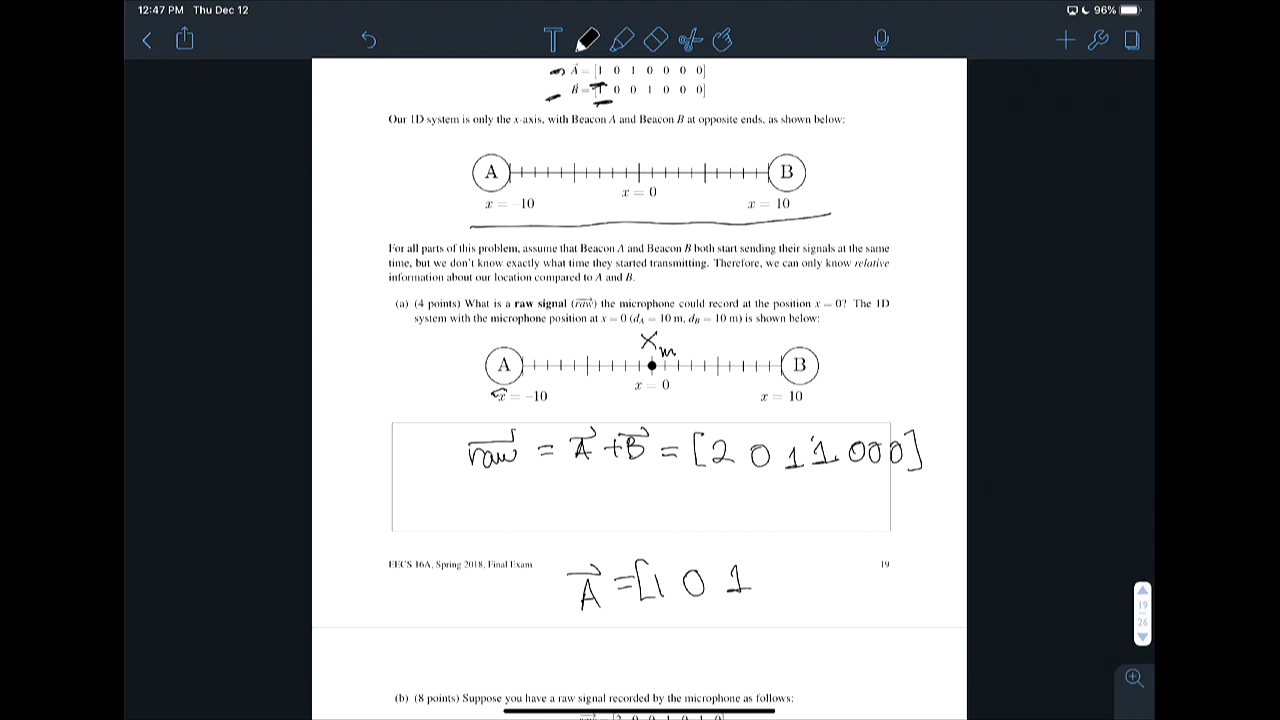 12:47 PM Thu Dec 12
96%
A = [1 0 1 0 0 0 0]
B = [1 0 0 1 0 0 0]
Our 1D system is only the x-axis, with Beacon A and Beacon B at opposite ends, as shown below:
A B
x = 0
x = -10 x = 10
For all parts of this problem, assume that Beacon A and Beacon B both start sending their signals at the same
time, but we don't know exactly what time they started transmitting. Therefore, we can only know relative
information about our location compared to A and B.
(a) (4 points) What is a raw signal (raw) the microphone could record at the position x = 0? The 1D
system with the microphone position at x = 0 (dA = 10 m, dB = 10 m) is shown below:
Xm
A B
x = 0
x = -10 x = 10
raw = A + B = [2 0 1 1 0 0 0]
EECS 16A, Spring 2018, Final Exam 19
A = [1 0 1
19
26
(b) (8 points) Suppose you have a raw signal recorded by the microphone as follows: